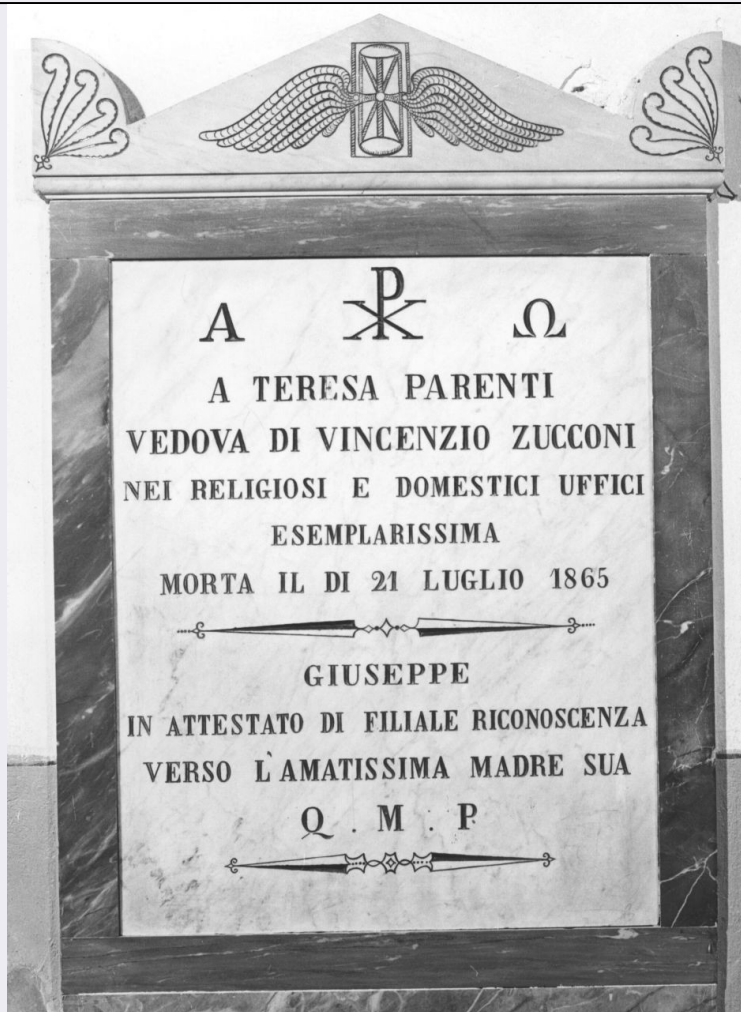 Α ☧ Ω
A TERESA PARENTI
VEDOVA DI VINCENZIO ZUCCONI
NEI RELIGIOSI E DOMESTICI UFFICI
ESEMPLARISSIMA
MORTA IL DI 21 LUGLIO 1865
GIUSEPPE
IN ATTESTATO DI FILIALE RICONOSCENZA
VERSO L'AMATISSIMA MADRE SUA
Q . M . P